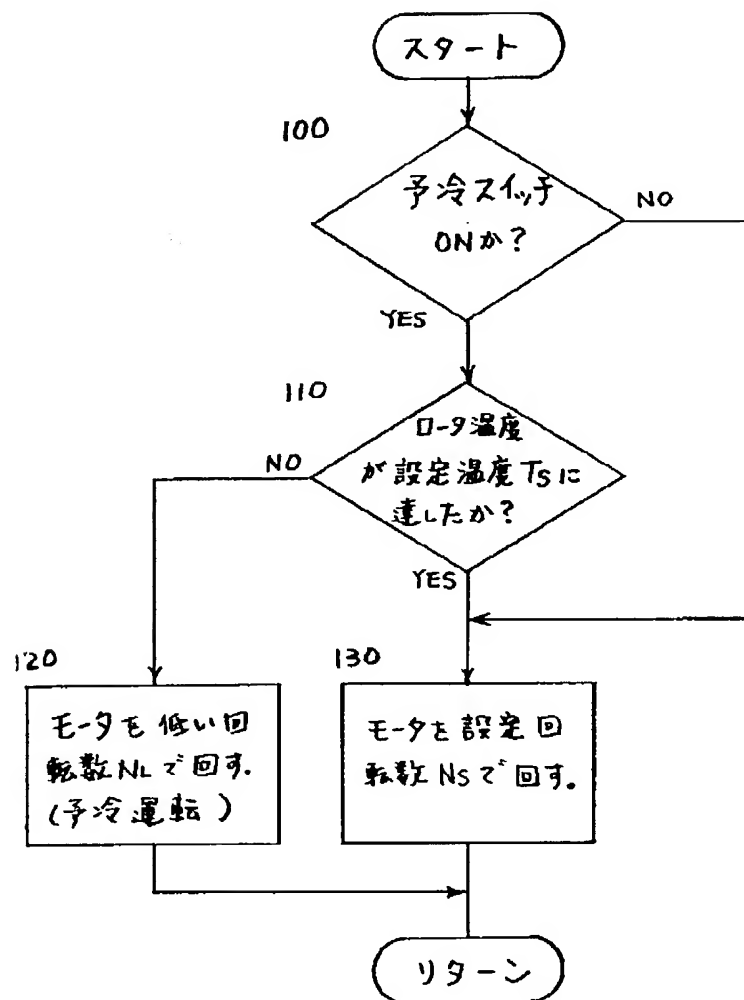 スタート
100
予冷スイッチ
ONか?
NO
YES
110
ロータ温度
が設定温度TSに
達したか?
NO
YES
120
モータを低い回
転数NLで回す.
(予冷運転)
130
モータを設定回
転数NSで回す。
リターン